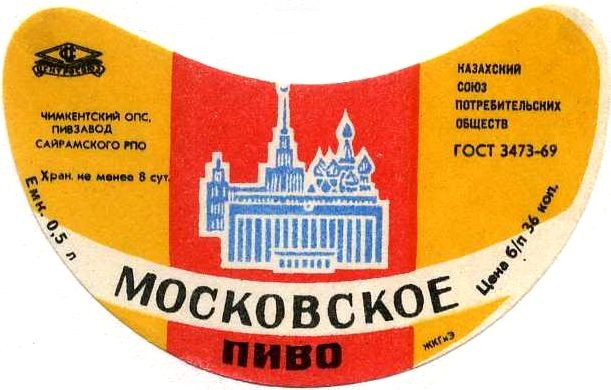 ЦЕНТРОСОЮЗ
ЧИМКЕНТСКИЙ ОПС,
ПИВЗАВОД
САЙРАМСКОГО РПО
Хран. не менее 8 сут.
Емк. 0,5 л
КАЗАХСКИЙ
СОЮЗ
ПОТРЕБИТЕЛЬСКИХ
ОБЩЕСТВ
ГОСТ 3473-69
Цена б/п 36 коп.
МОСКОВСКОЕ
ПИВО
ЖКГиЭ